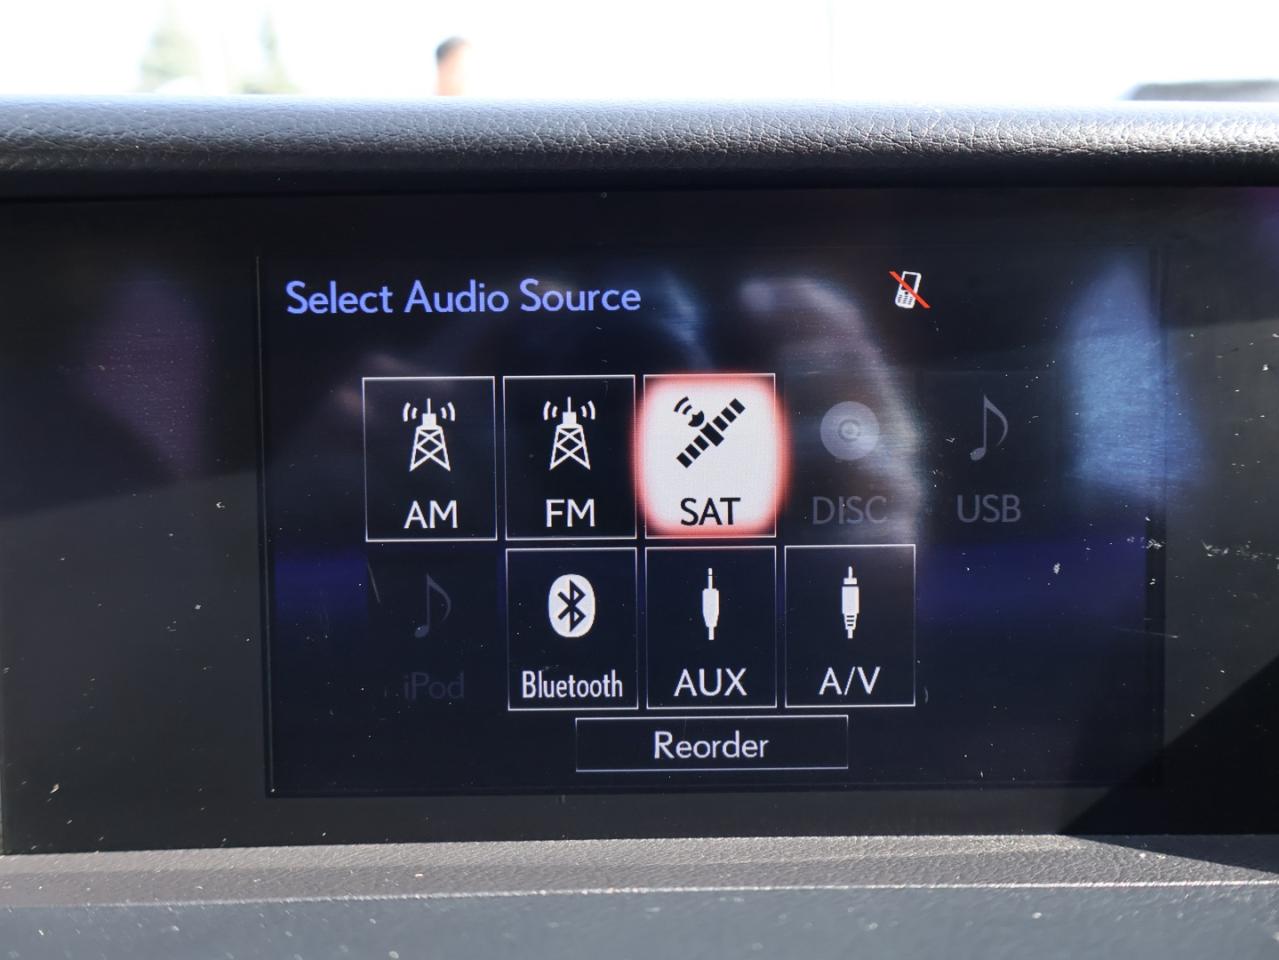 Select Audio Source
AM FM SAT DISC USB
iPod Bluetooth AUX A/V
Reorder